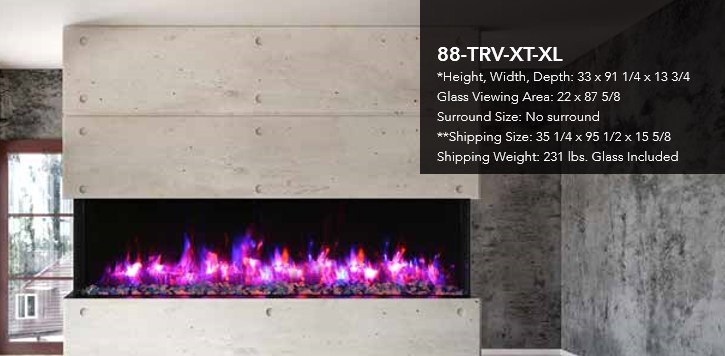 88-TRV-XT-XL
*Height, Width, Depth: 33 x 91 1/4 x 13 3/4
Glass Viewing Area: 22 x 87 5/8
Surround Size: No surround
**Shipping Size: 35 1/4 x 95 1/2 x 15 5/8
Shipping Weight: 231 lbs. Glass Included